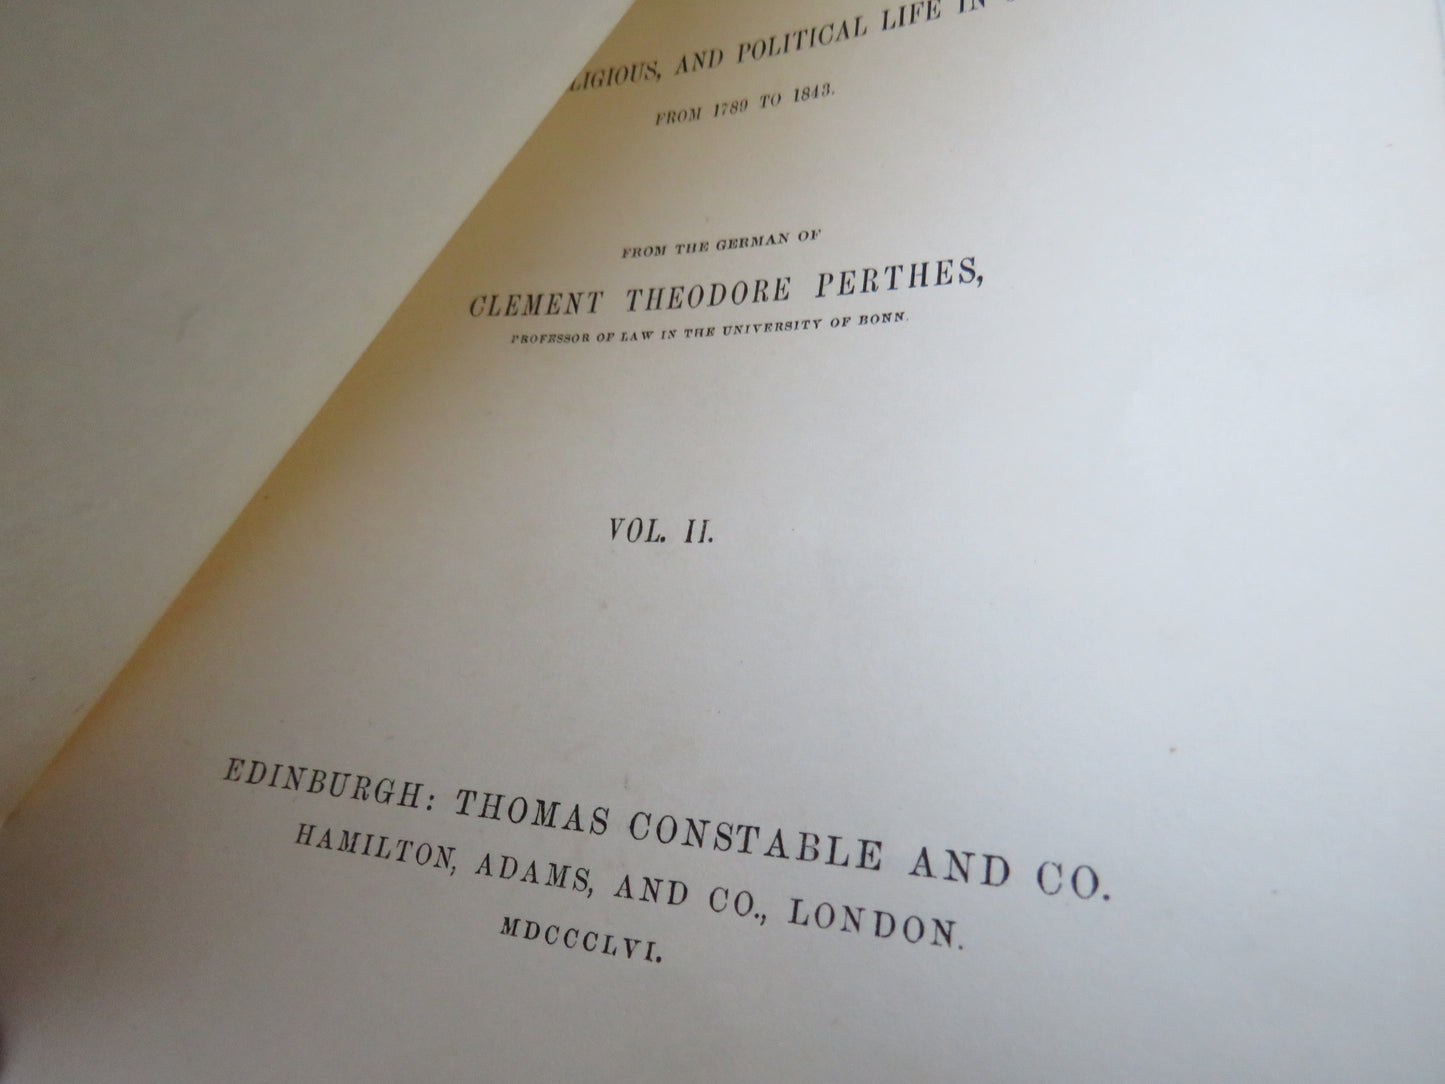 AND POLITICAL LIFE IN
FROM 1789 TO 1843.
FROM THE GERMAN OF
CLEMENT THEODORE PERTHES,
PROFESSOR OF LAW IN THE UNIVERSITY OF BONN.
VOL. II.
EDINBURGH: THOMAS CONSTABLE AND CO.
HAMILTON, ADAMS, AND CO., LONDON.
MDCCCLVI.